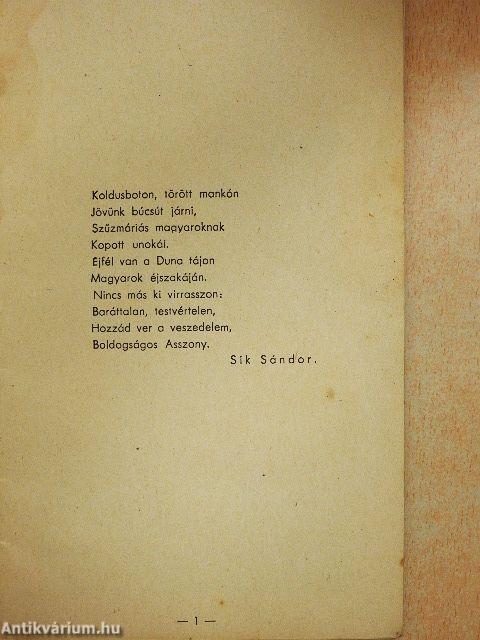 Koldusboton, törött mankón
Jövünk búcsút járni,
Szűzmáriás magyaroknak
Kopott unokái.
Éjfél van a Duna tájon
Magyarok éjszakáján.
Nincs más ki virrasszon:
Baráttalan, testvértelen,
Hozzád ver a veszedelem,
Boldogságos Asszony.
Sík Sándor.
— 1 —
Antikvárium.hu